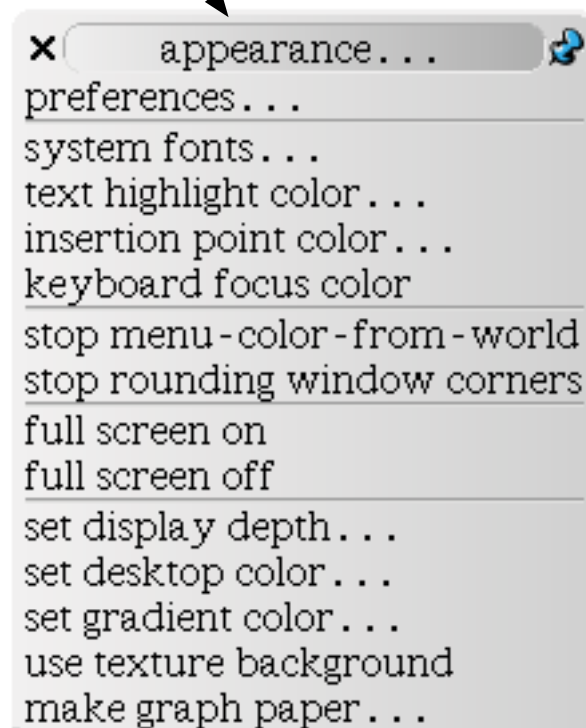 appearance...
preferences...
system fonts...
text highlight color...
insertion point color...
keyboard focus color
stop menu-color-from-world
stop rounding window corners
full screen on
full screen off
set display depth...
set desktop color...
set gradient color...
use texture background
make graph paper...